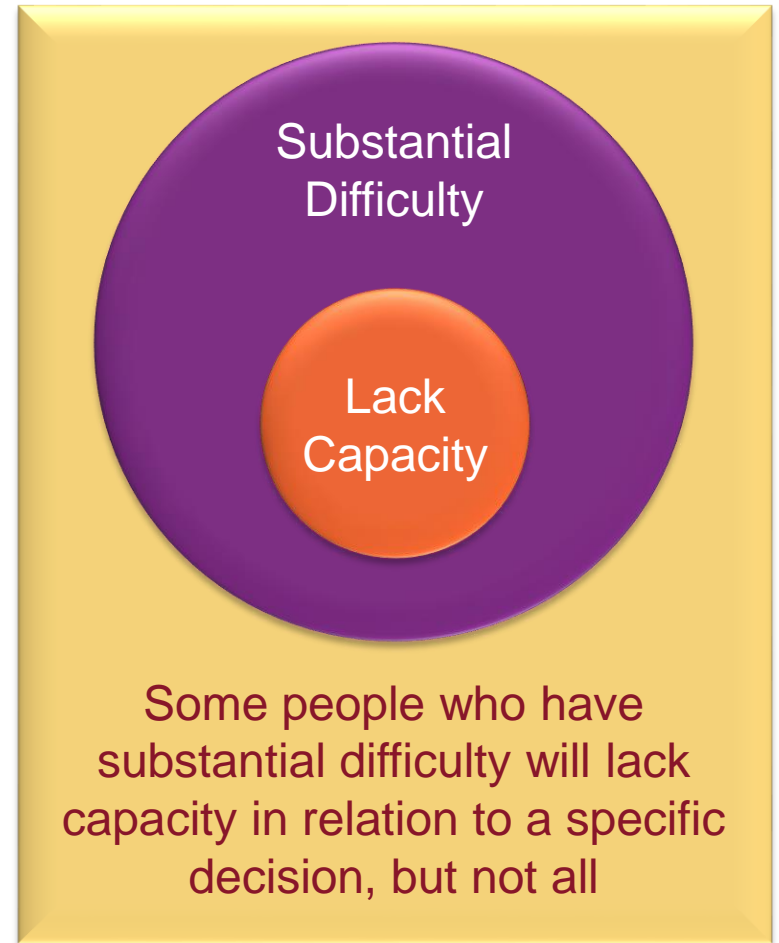 Substantial
Difficulty
Lack
Capacity
Some people who have
substantial difficulty will lack
capacity in relation to a specific
decision, but not all